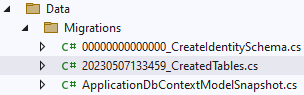 Data
Migrations
C# 00000000000000_CreateIdentitySchema.cs
C# 20230507133459_CreatedTables.cs
C# ApplicationDbContextModelSnapshot.cs